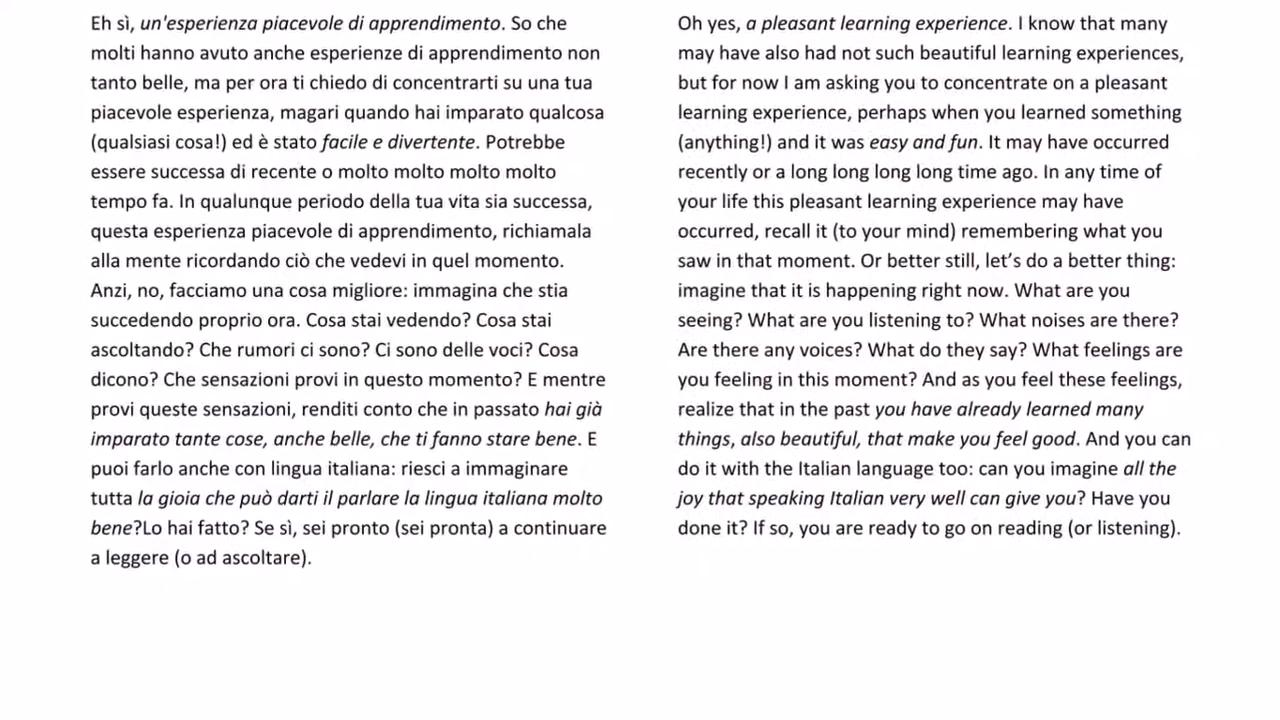 Eh sì, un'esperienza piacevole di apprendimento. So che
molti hanno avuto anche esperienze di apprendimento non
tanto belle, ma per ora ti chiedo di concentrarti su una tua
piacevole esperienza, magari quando hai imparato qualcosa
(qualsiasi cosa!) ed è stato facile e divertente. Potrebbe
essere successa di recente o molto molto molto molto
tempo fa. In qualunque periodo della tua vita sia successa,
questa esperienza piacevole di apprendimento, richiamala
alla mente ricordando ciò che vedevi in quel momento.
Anzi, no, facciamo una cosa migliore: immagina che stia
succedendo proprio ora. Cosa stai vedendo? Cosa stai
ascoltando? Che rumori ci sono? Ci sono delle voci? Cosa
dicono? Che sensazioni provi in questo momento? E mentre
provi queste sensazioni, renditi conto che in passato hai già
imparato tante cose, anche belle, che ti fanno stare bene. E
puoi farlo anche con lingua italiana: riesci a immaginare
tutta la gioia che può darti il parlare la lingua italiana molto
bene?Lo hai fatto? Se sì, sei pronto (sei pronta) a continuare
a leggere (o ad ascoltare).
Oh yes, a pleasant learning experience. I know that many
may have also had not such beautiful learning experiences,
but for now I am asking you to concentrate on a pleasant
learning experience, perhaps when you learned something
(anything!) and it was easy and fun. It may have occurred
recently or a long long long long time ago. In any time of
your life this pleasant learning experience may have
occurred, recall it (to your mind) remembering what you
saw in that moment. Or better still, let’s do a better thing:
imagine that it is happening right now. What are you
seeing? What are you listening to? What noises are there?
Are there any voices? What do they say? What feelings are
you feeling in this moment? And as you feel these feelings,
realize that in the past you have already learned many
things, also beautiful, that make you feel good. And you can
do it with the Italian language too: can you imagine all the
joy that speaking Italian very well can give you? Have you
done it? If so, you are ready to go on reading (or listening).